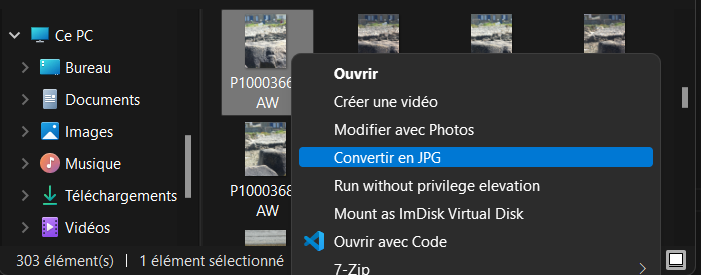 Ce PC
Bureau
Documents
Images
Musique
Téléchargements
Vidéos
P1000366
AW
P1000368
AW
Ouvrir
Créer une vidéo
Modifier avec Photos
Convertir en JPG
Run without privilege elevation
Mount as ImDisk Virtual Disk
Ouvrir avec Code
7-Zip
303 élément(s)
1 élément sélectionné